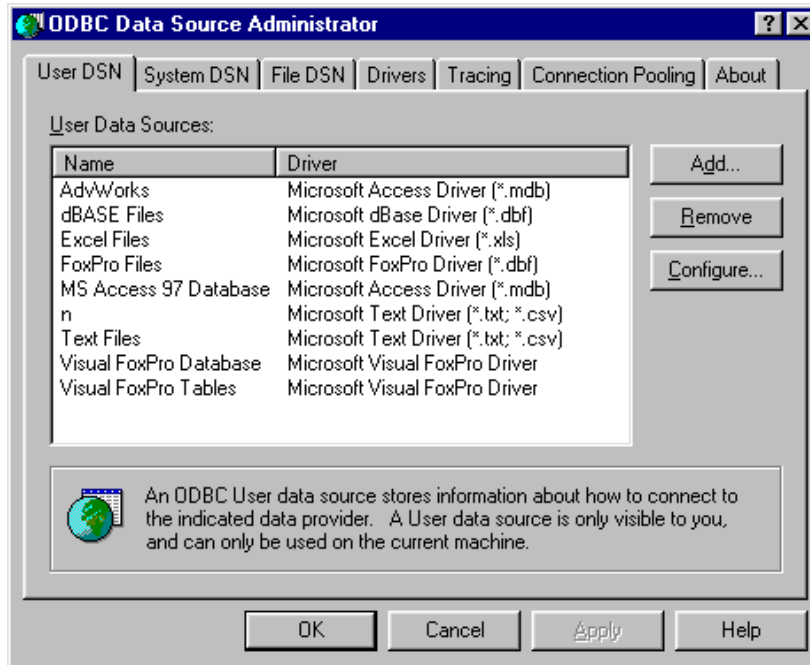 ODBC Data Source Administrator
User DSN System DSN File DSN Drivers Tracing Connection Pooling About
User Data Sources:
Name Driver
AdvWorks Microsoft Access Driver (*.mdb)
dBASE Files Microsoft dBase Driver (*.dbf)
Excel Files Microsoft Excel Driver (*.xls)
FoxPro Files Microsoft FoxPro Driver (*.dbf)
MS Access 97 Database Microsoft Access Driver (*.mdb)
n Microsoft Text Driver (*.txt; *.csv)
Text Files Microsoft Text Driver (*.txt; *.csv)
Visual FoxPro Database Microsoft Visual FoxPro Driver
Visual FoxPro Tables Microsoft Visual FoxPro Driver
Add...
Remove
Configure...
An ODBC User data source stores information about how to connect to
the indicated data provider. A User data source is only visible to you,
and can only be used on the current machine.
OK Cancel Apply Help